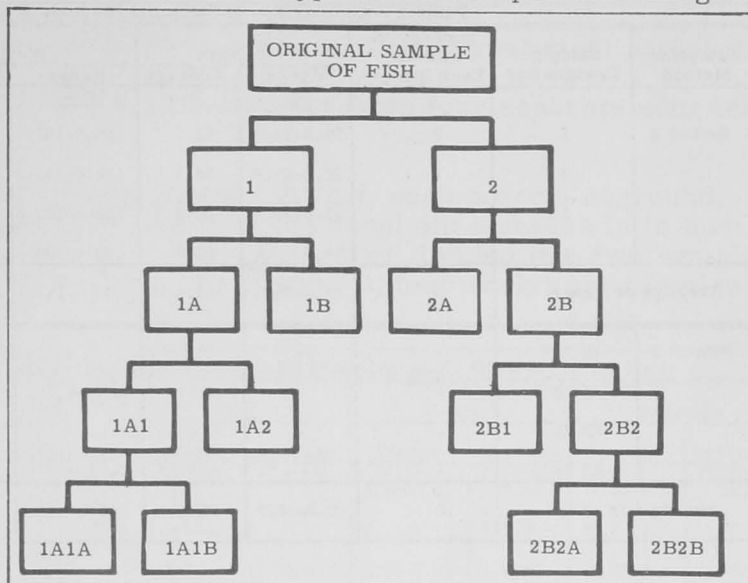 ORIGINAL SAMPLE
OF FISH
1 2
1A 1B 2A 2B
1A1 1A2 2B1 2B2
1A1A 1A1B 2B2A 2B2B